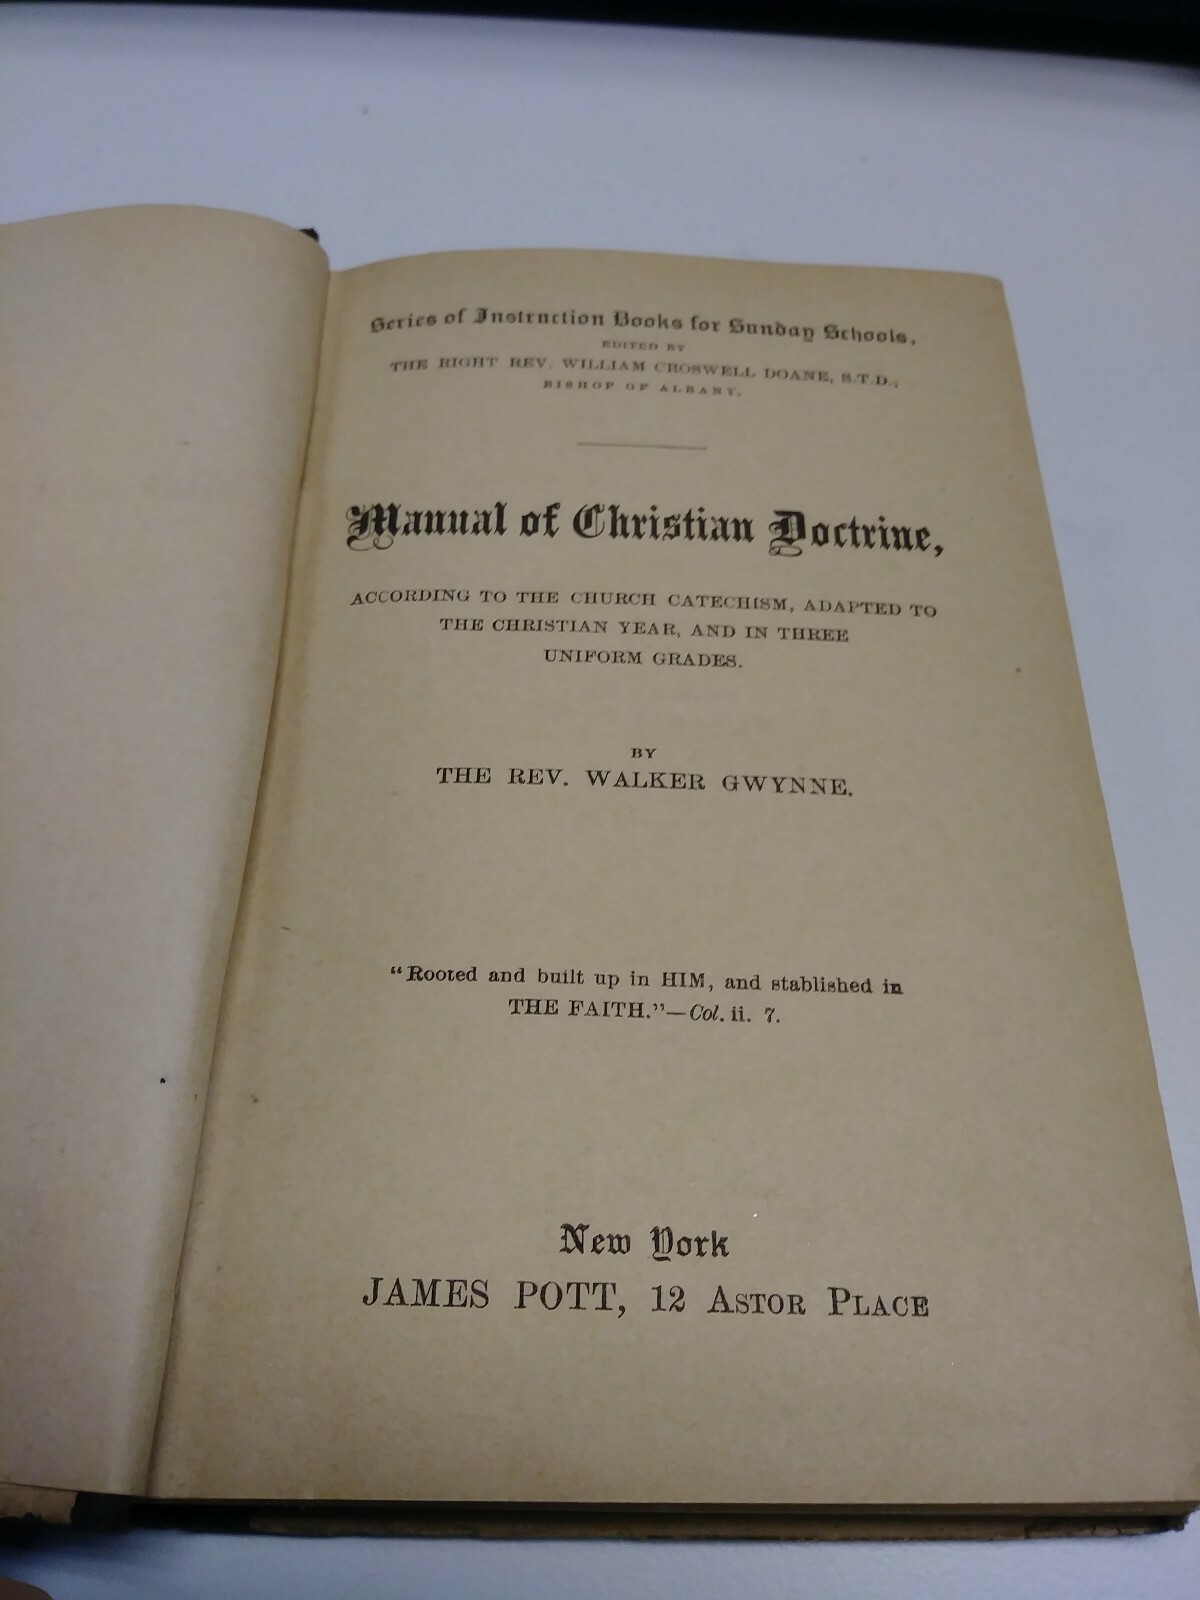 Series of Instruction Books for Sunday Schools,
EDITED BY
THE RIGHT REV. WILLIAM CROSWELL DOANE, S.T.D.,
BISHOP OF ALBANY.
Manual of Christian Doctrine,
ACCORDING TO THE CHURCH CATECHISM, ADAPTED TO
THE CHRISTIAN YEAR, AND IN THREE
UNIFORM GRADES.
BY
THE REV. WALKER GWYNNE.
“Rooted and built up in HIM, and stablished in
THE FAITH.”—Col. ii. 7.
New York
JAMES POTT, 12 ASTOR PLACE